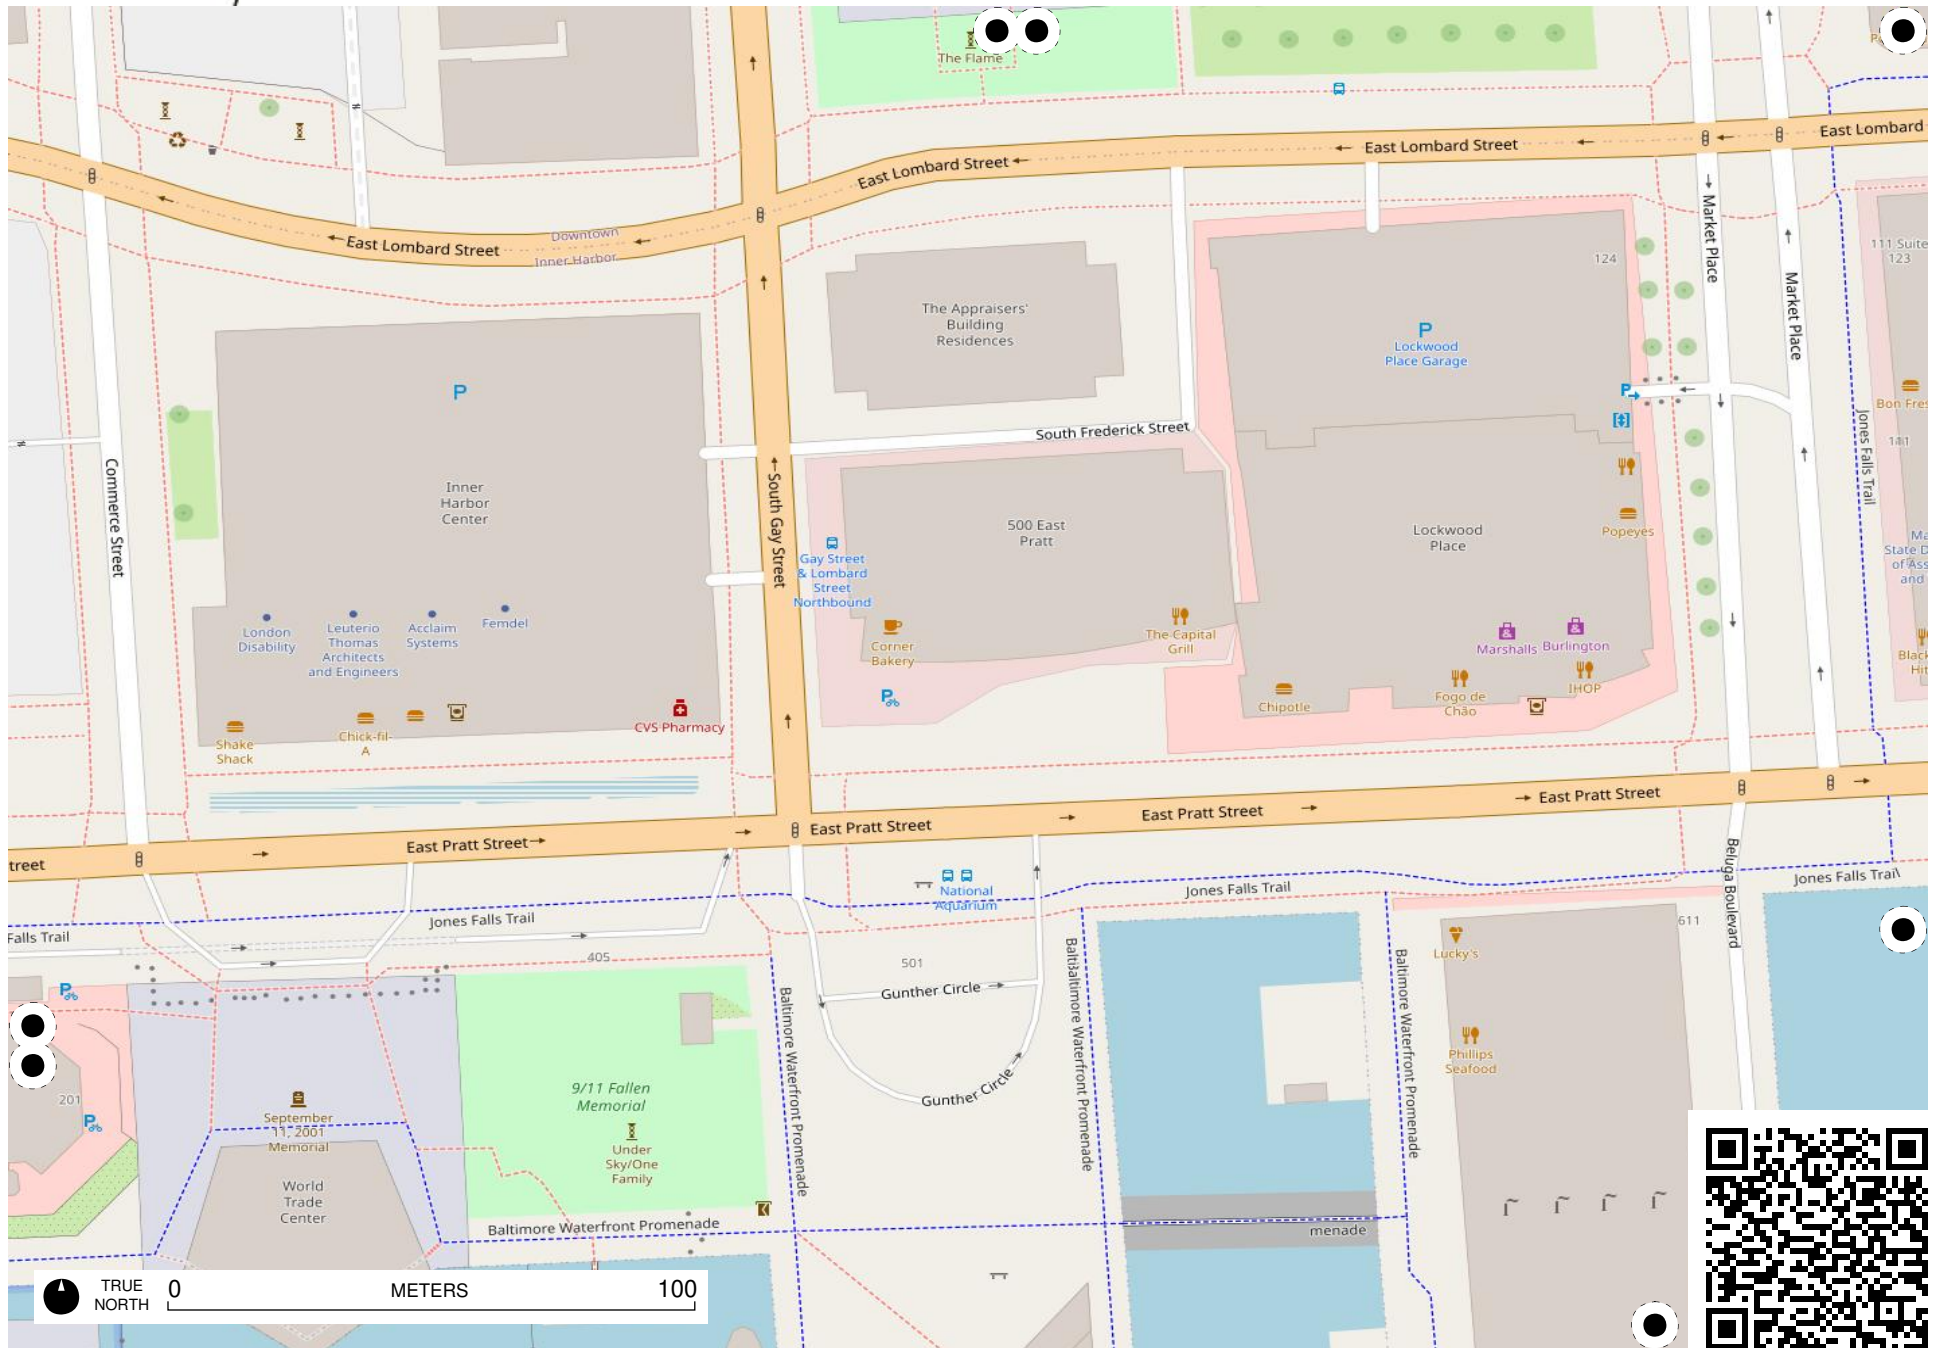 The Flame
East Lombard Street
East Lombard Street
East Lombard
East Lombard Street
Downtown
Inner Harbor
Market Place
Market Place
111 Suite
123
124
The Appraisers'
Building
Residences
P
Lockwood
Place Garage
P
P
Bon Fres
111
South Frederick Street
Jones Falls Trail
Commerce Street
Inner
Harbor
Center
South Gay Street
500 East
Pratt
Lockwood
Place
Popeyes
Gay Street
& Lombard
Street
Northbound
State D
of Ass
and
London
Disability
Leuterio
Thomas
Architects
and Engineers
Acclaim
Systems
Femdel
Corner
Bakery
The Capital
Grill
Marshalls
Burlington
Black
Hit
P
Chipotle
Fogo de
Chão
IHOP
Shake
Shack
Chick-fil-
A
CVS Pharmacy
East Pratt Street
East Pratt Street
East Pratt Street
East Pratt Street
treet
National
Aquarium
Jones Falls Trail
Jones Falls Trail
Jones Falls Trail
Falls Trail
Beluga Boulevard
611
Lucky's
405
501
Gunther Circle
Gunther Circle
P
P
201
Baltimore Waterfront Promenade
Baltimore Waterfront Promenade
Baltimore Waterfront Promenade
Phillips
Seafood
9/11 Fallen
Memorial
September
11, 2001
Memorial
Under
Sky/One
Family
World
Trade
Center
Baltimore Waterfront Promenade
menade
TRUE
NORTH
0 METERS 100